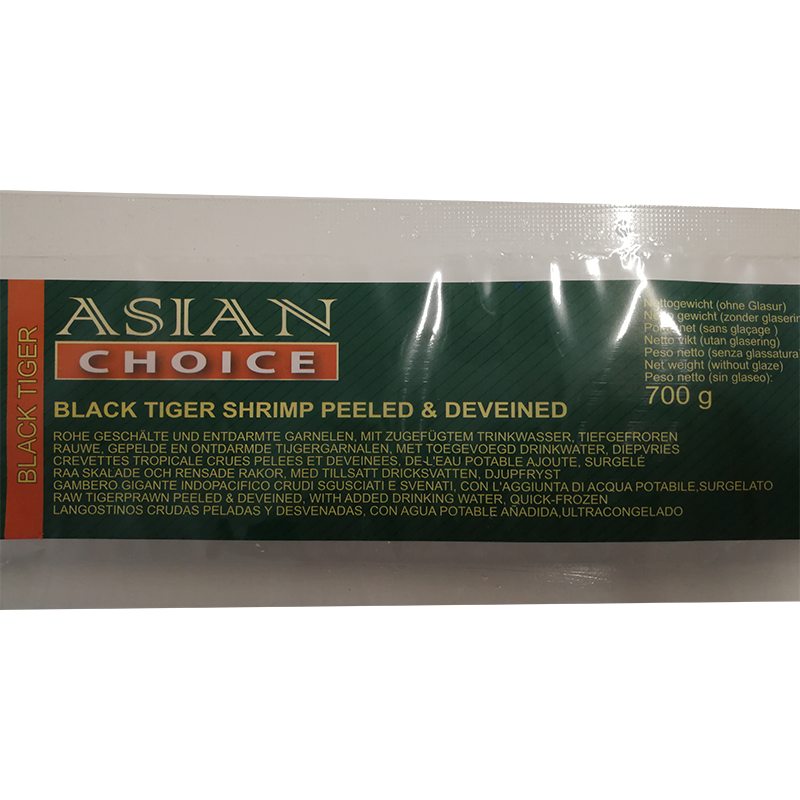 BLACK TIGER
ASIAN
CHOICE
BLACK TIGER SHRIMP PEELED & DEVEINED
ROHE GESCHÄLTE UND ENTDARMTE GARNELEN, MIT ZUGEFÜGTEM TRINKWASSER, TIEFGEFROREN
RAUWE, GEPELDE EN ONTDARMDE TIJGERGARNALEN, MET TOEGEVOEGD DRINKWATER, DIEPVRIES
CREVETTES TROPICALE CRUES PELEES ET DEVEINEES, DE-L'EAU POTABLE AJOUTE, SURGELÉ
RAA SKALADE OCH RENSADE RAKOR, MED TILLSATT DRICKSVATTEN, DJUPFRYST
GAMBERO GIGANTE INDOPACIFICO CRUDI SGUSCIATI E SVENATI, CON L'AGGIUNTA DI ACQUA POTABILE,SURGELATO
RAW TIGERPRAWN PEELED & DEVEINED, WITH ADDED DRINKING WATER, QUICK-FROZEN
LANGOSTINOS CRUDAS PELADAS Y DESVENADAS, CON AGUA POTABLE AÑADIDA,ULTRACONGELADO
Nettogewicht (ohne Glasur)
gewicht (zonder glaserin
net (sans glaçage )
Netto vikt (utan glasering)
Peso netto (senza glassatura)
Net weight (without glaze)
Peso neto (sin glaseo):
700 g